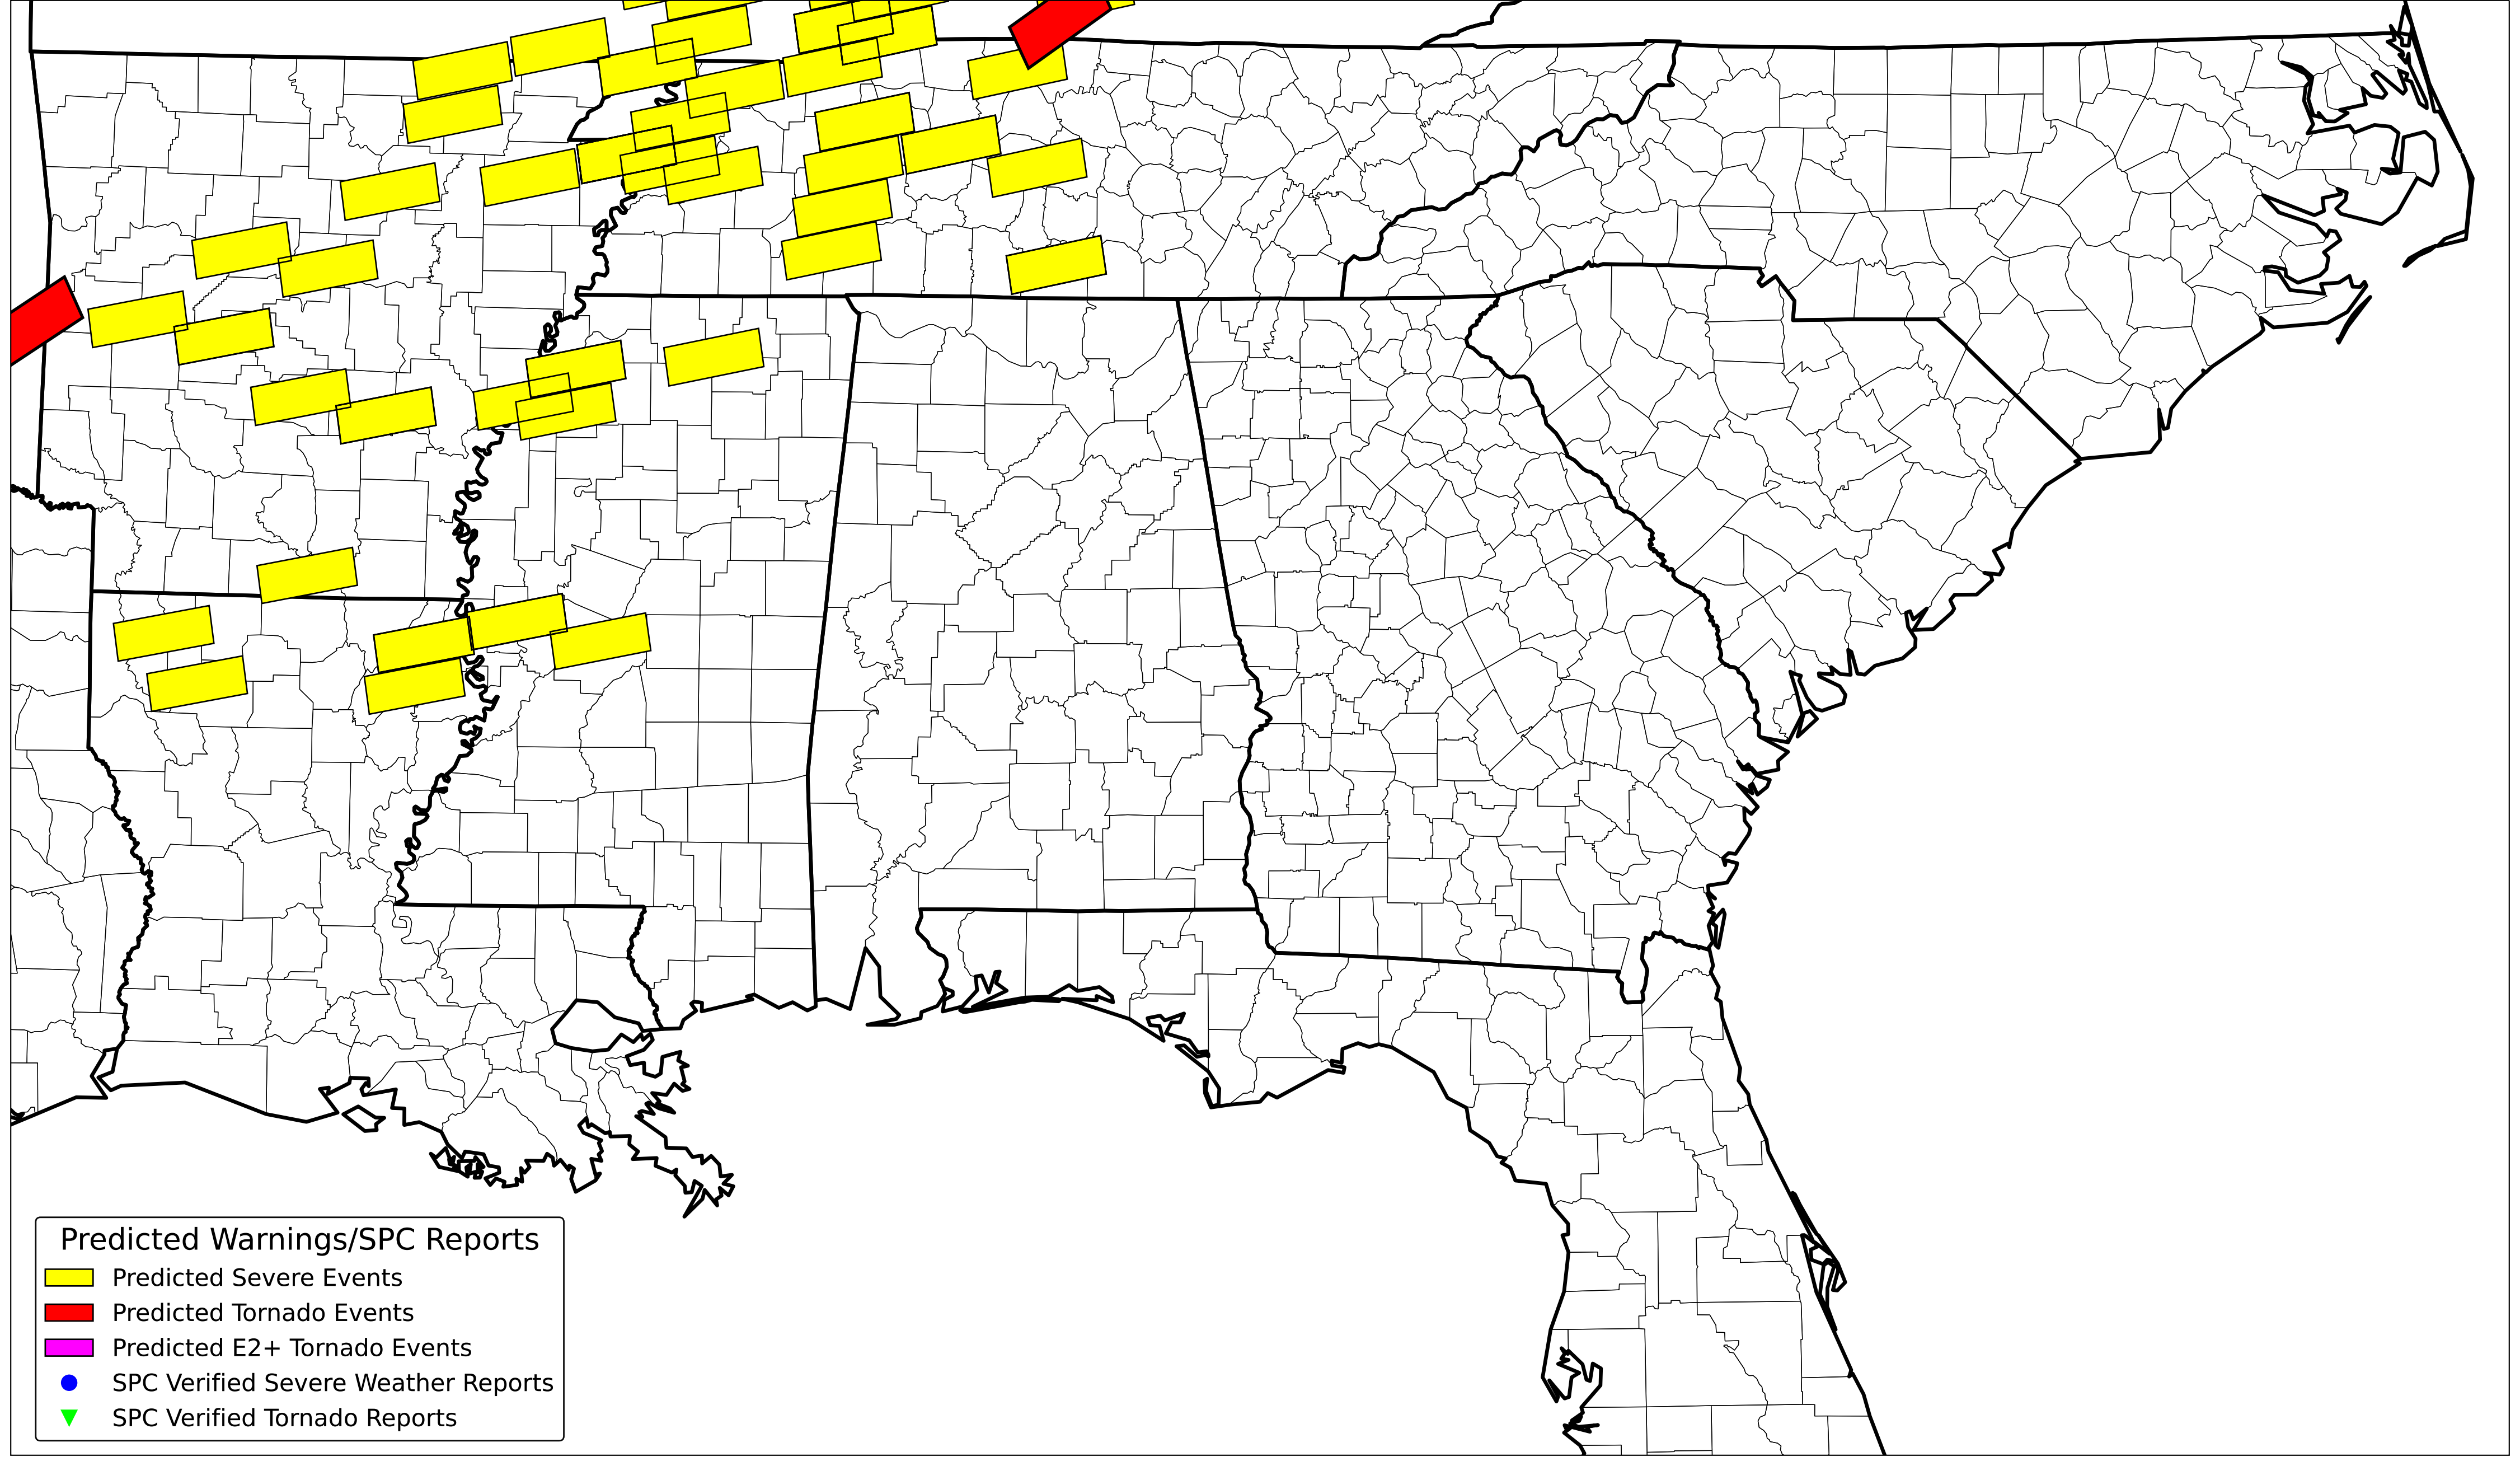 Predicted Warnings/SPC Reports
Predicted Severe Events
Predicted Tornado Events
Predicted E2+ Tornado Events
SPC Verified Severe Weather Reports
SPC Verified Tornado Reports